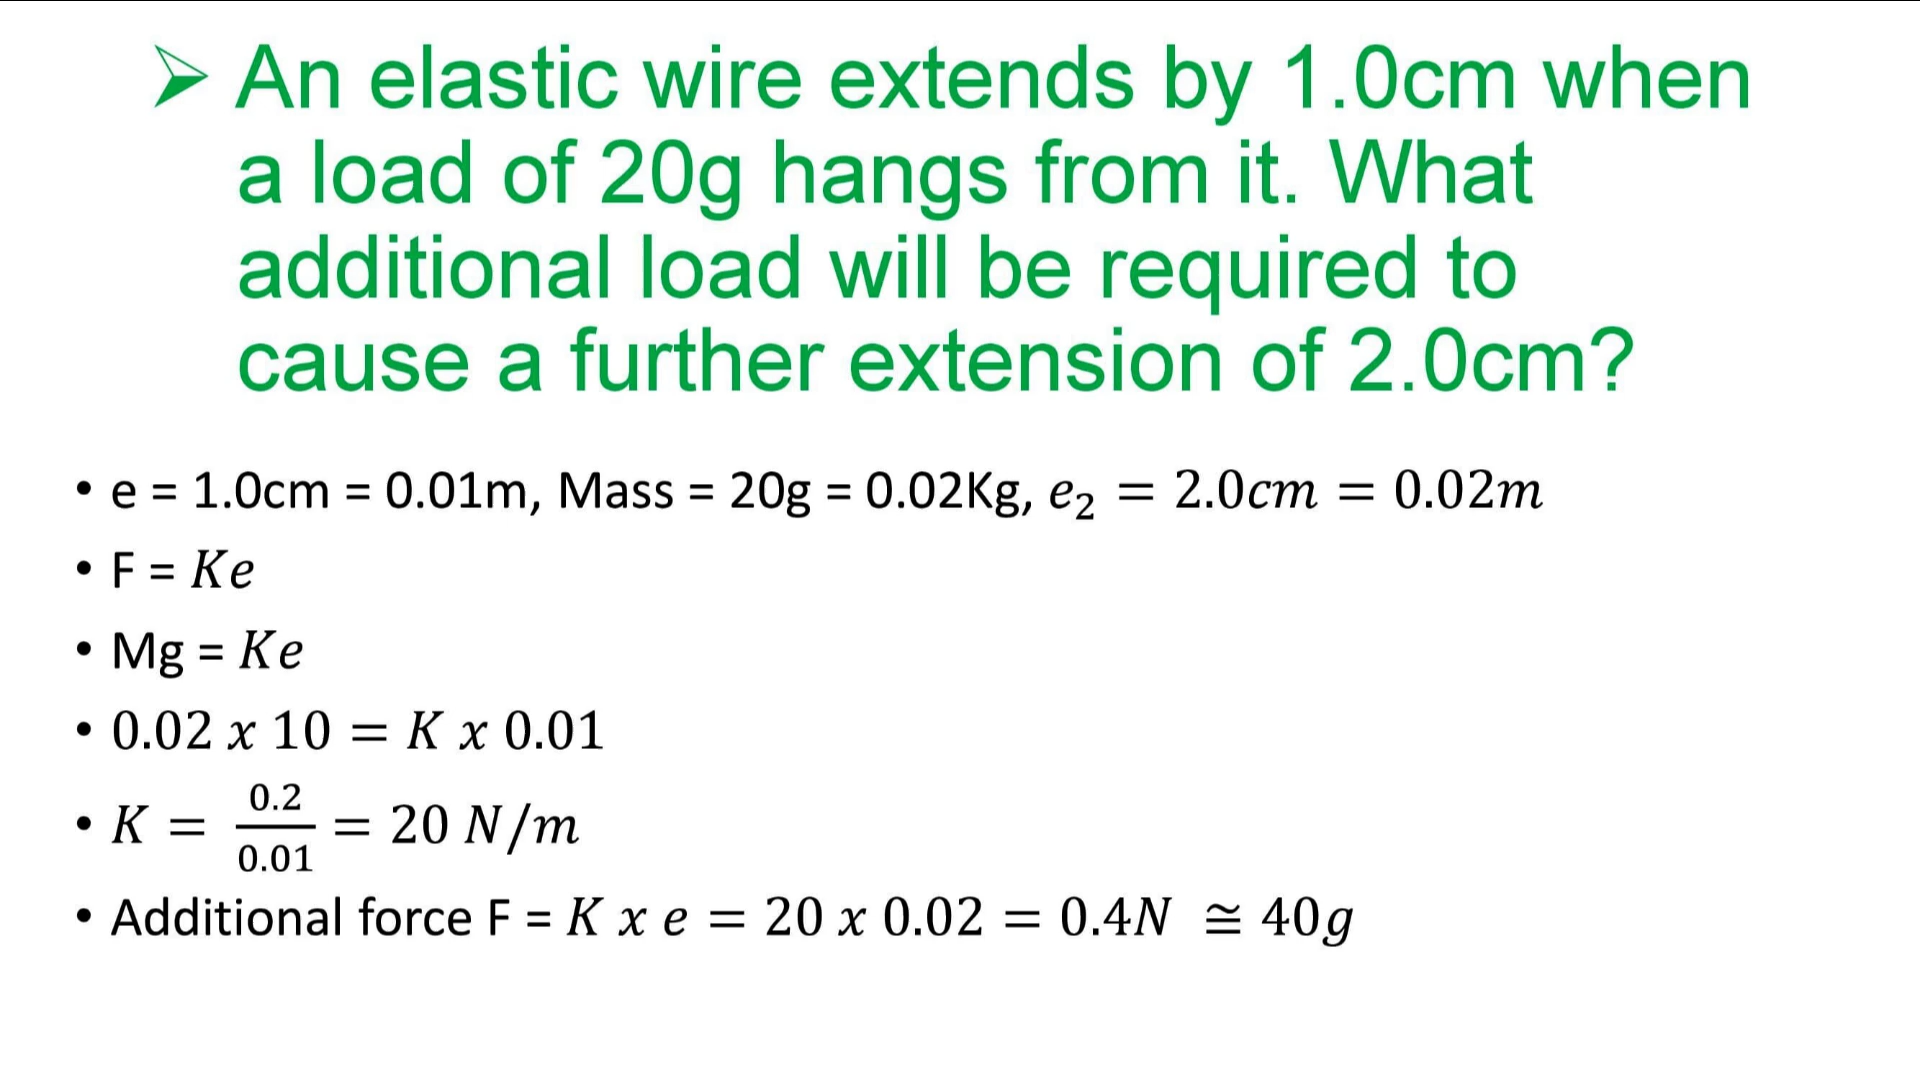 ➢ An elastic wire extends by 1.0cm when
a load of 20g hangs from it. What
additional load will be required to
cause a further extension of 2.0cm?
• e = 1.0cm = 0.01m, Mass = 20g = 0.02Kg, e₂ = 2.0cm = 0.02m
• F = Ke
• Mg = Ke
• 0.02 x 10 = K x 0.01
• K = 0.2/0.01 = 20 N/m
• Additional force F = K x e = 20 x 0.02 = 0.4N ≅ 40g